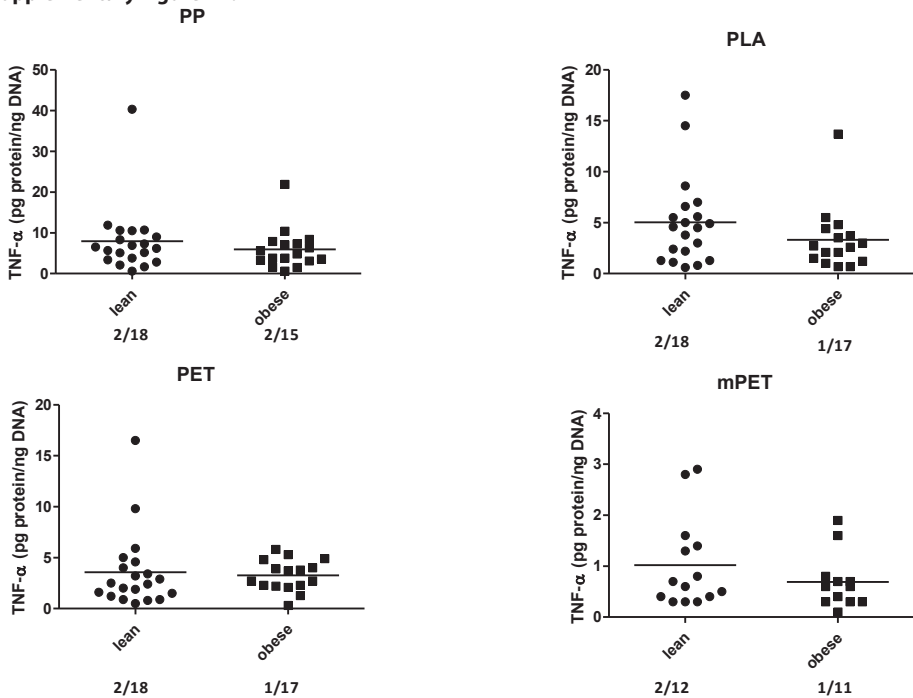 PP
TNF-α (pg protein/ng DNA)
50
40
30
20
10
0
lean
obese
2/18
2/15
PLA
TNF-α (pg protein/ng DNA)
20
15
10
5
0
lean
obese
2/18
1/17
PET
TNF-α (pg protein/ng DNA)
20
15
10
5
0
lean
obese
2/18
1/17
mPET
TNF-α (pg protein/ng DNA)
4
3
2
1
0
lean
obese
2/12
1/11